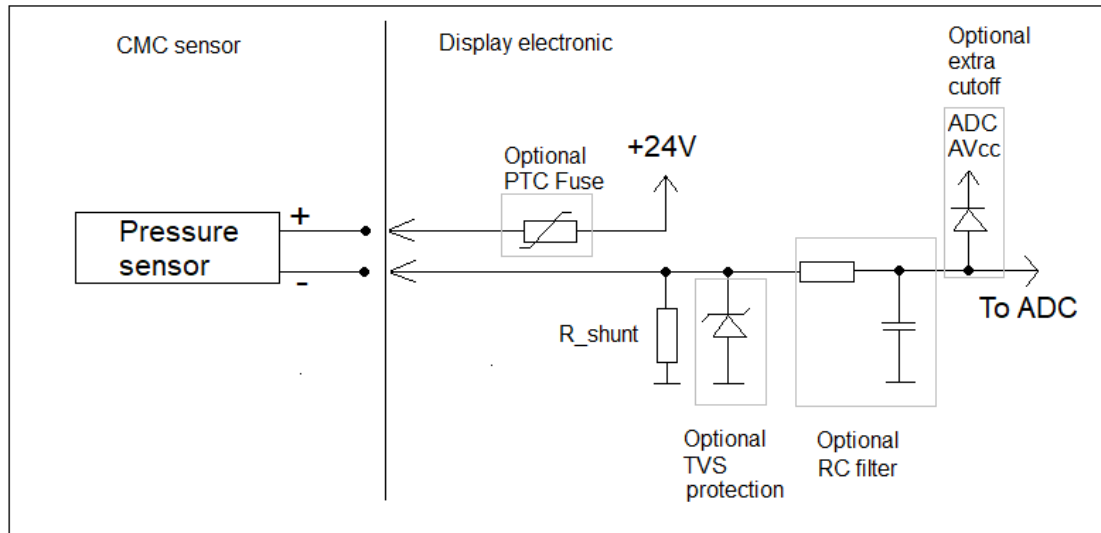 CMC sensor
Display electronic
Optional
extra
cutoff
ADC
AVcc
Optional
PTC Fuse
+24V
Pressure
sensor
+
-
To ADC
R_shunt
Optional
TVS
protection
Optional
RC filter